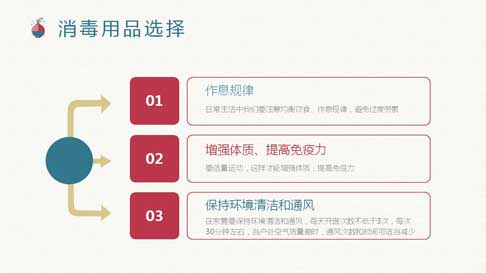 消毒用品选择
01
作息规律
日常生活中我们要注意均衡饮食、作息规律，避免过度劳累
02
增强体质、提高免疫力
要适量运动，这样才能增强体质，提高免疫力
03
保持环境清洁和通风
在家需要保持环境清洁和通风，每天开窗次数不低于3次，每次
30分钟左右，当户外空气质量差时，通风次数和时间可适当减少